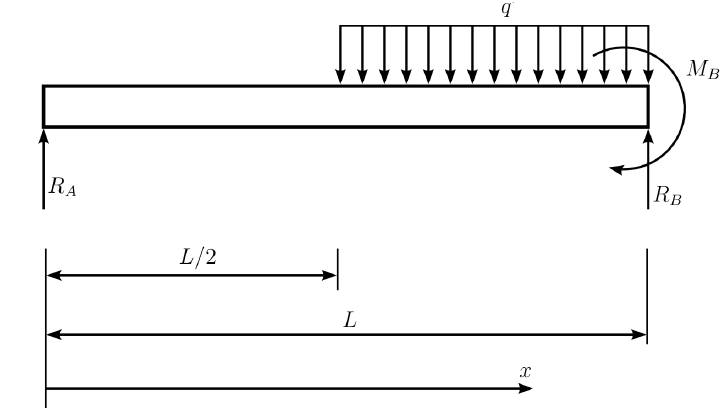 q
M_B
R_A
R_B
L/2
L
x